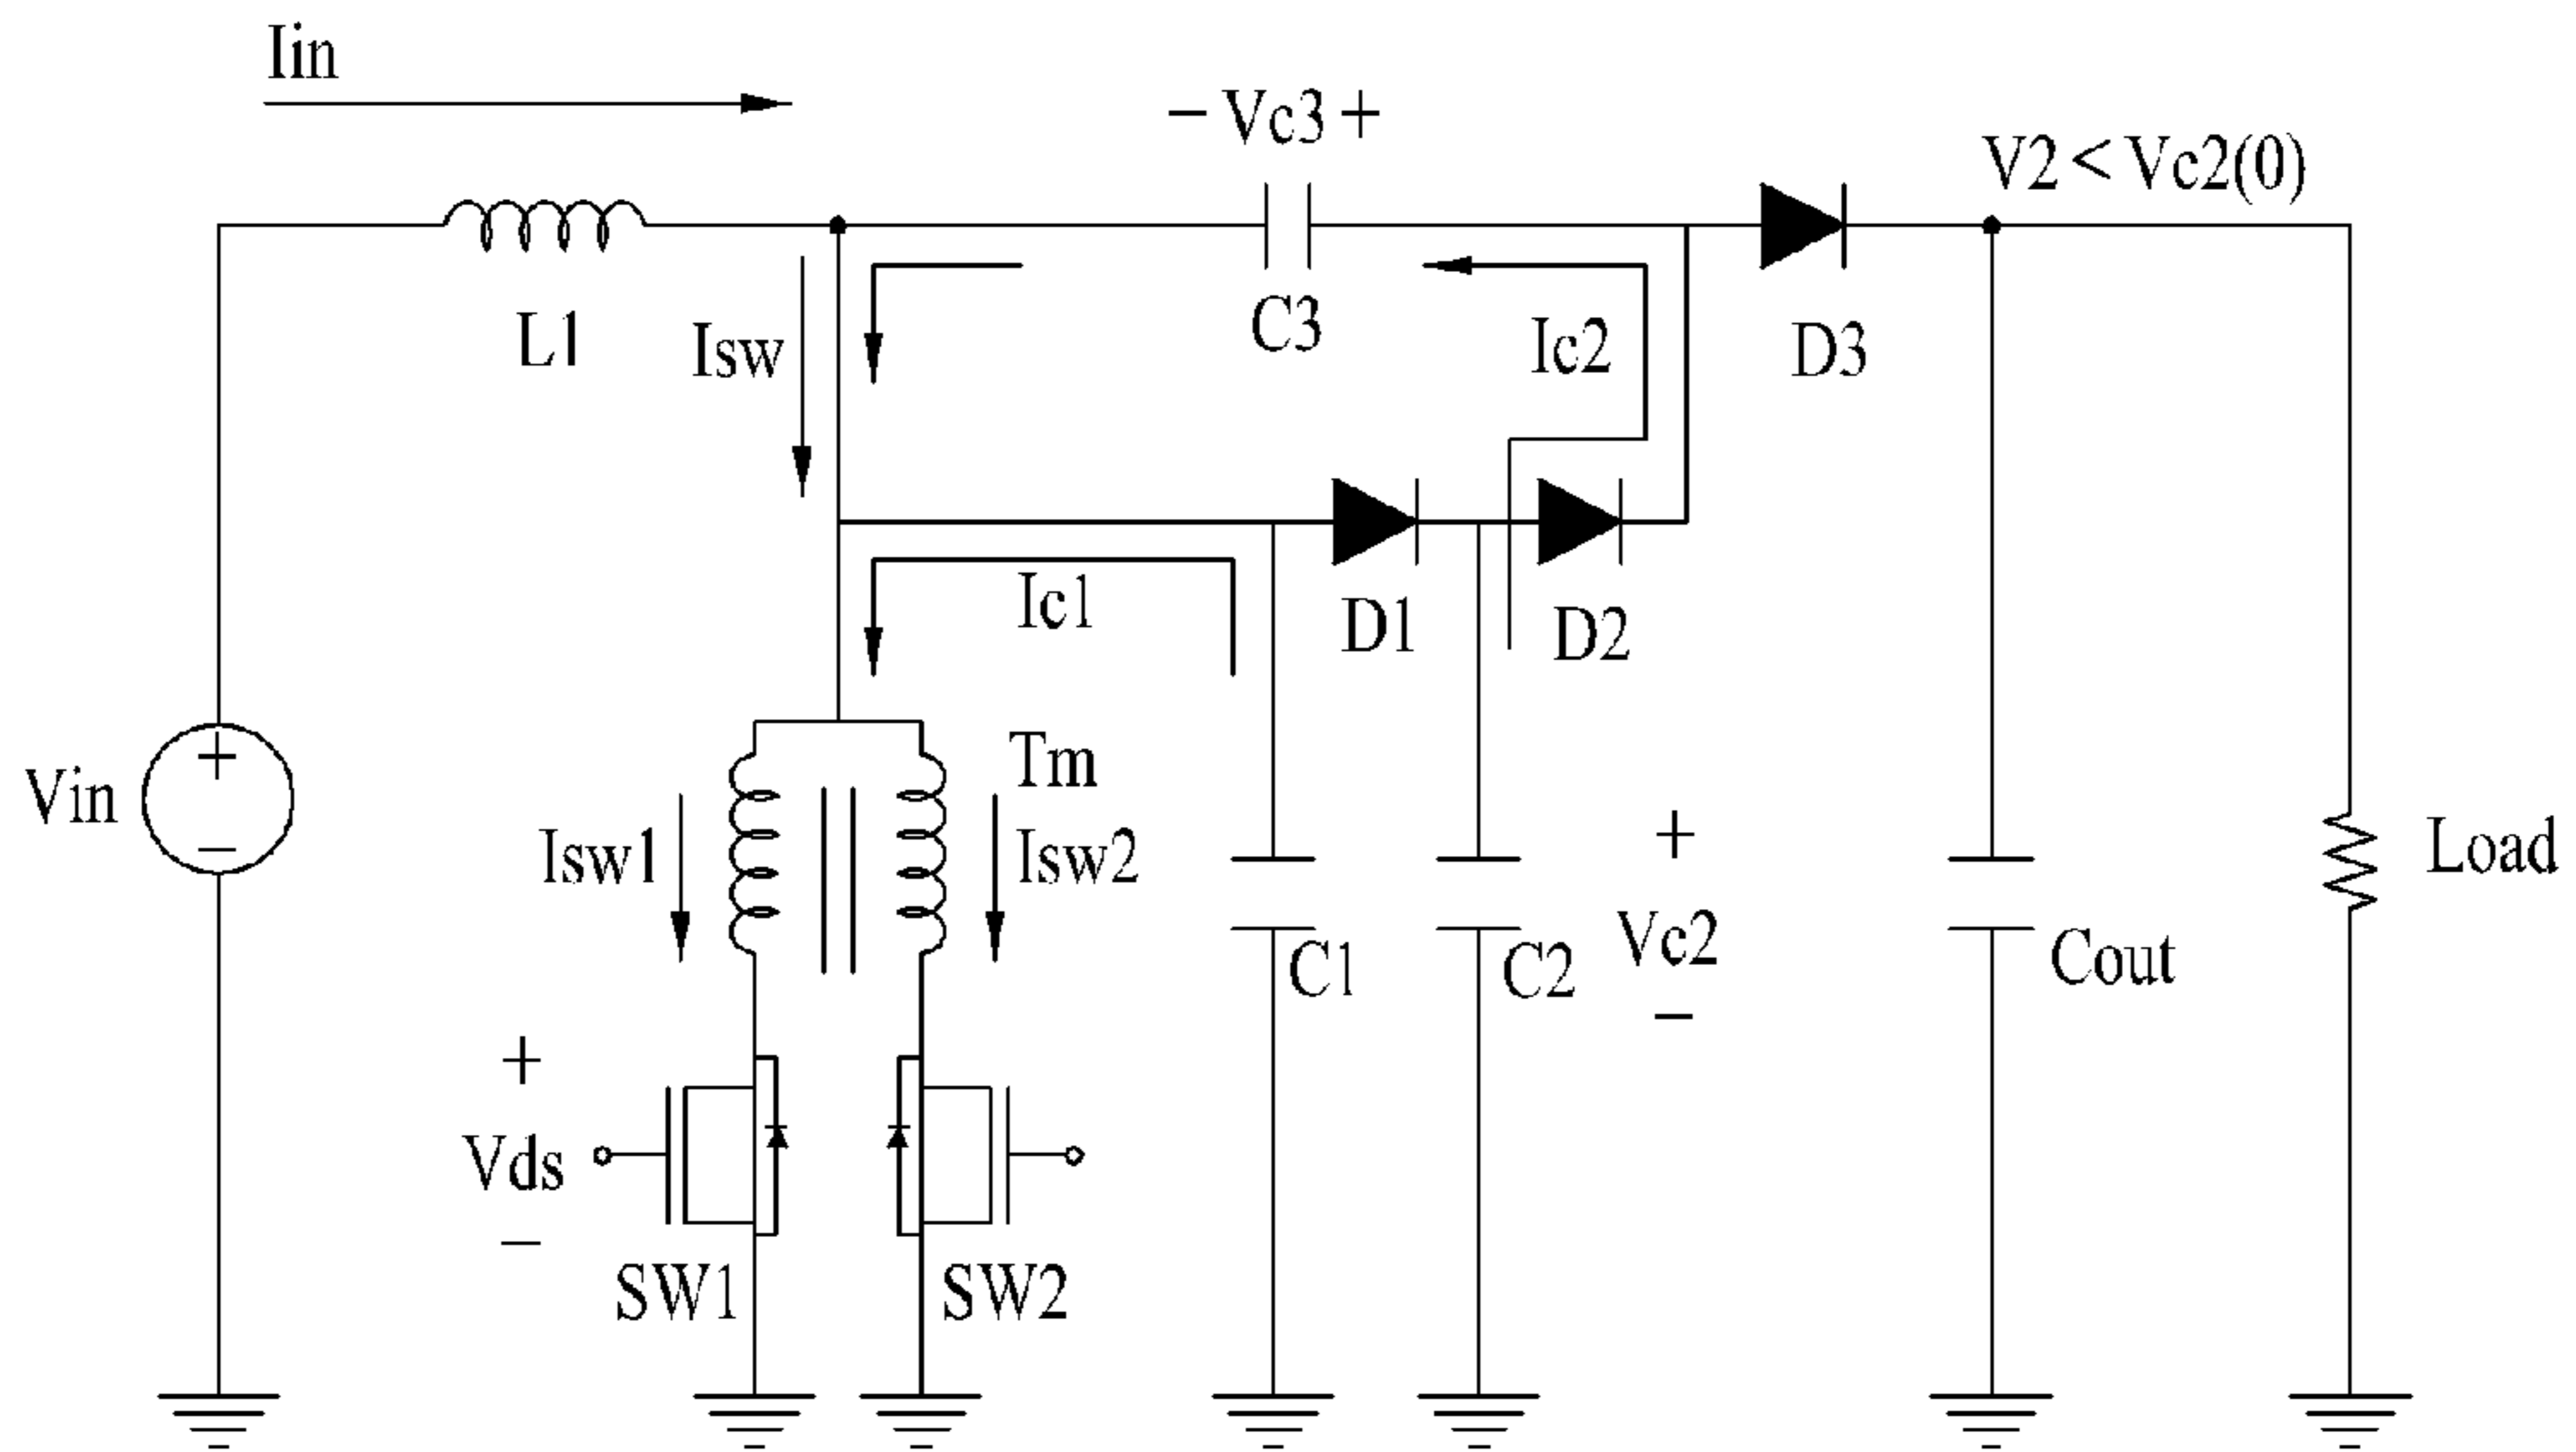 Iin
− Vc3 +
V2 < Vc2(0)
L1
Isw
C3
Ic2
D3
Ic1
D1
D2
Tm
Vin
+
−
Isw1
Isw2
+
Vc2
−
Load
C1
C2
Cout
+
Vds
−
SW1
SW2